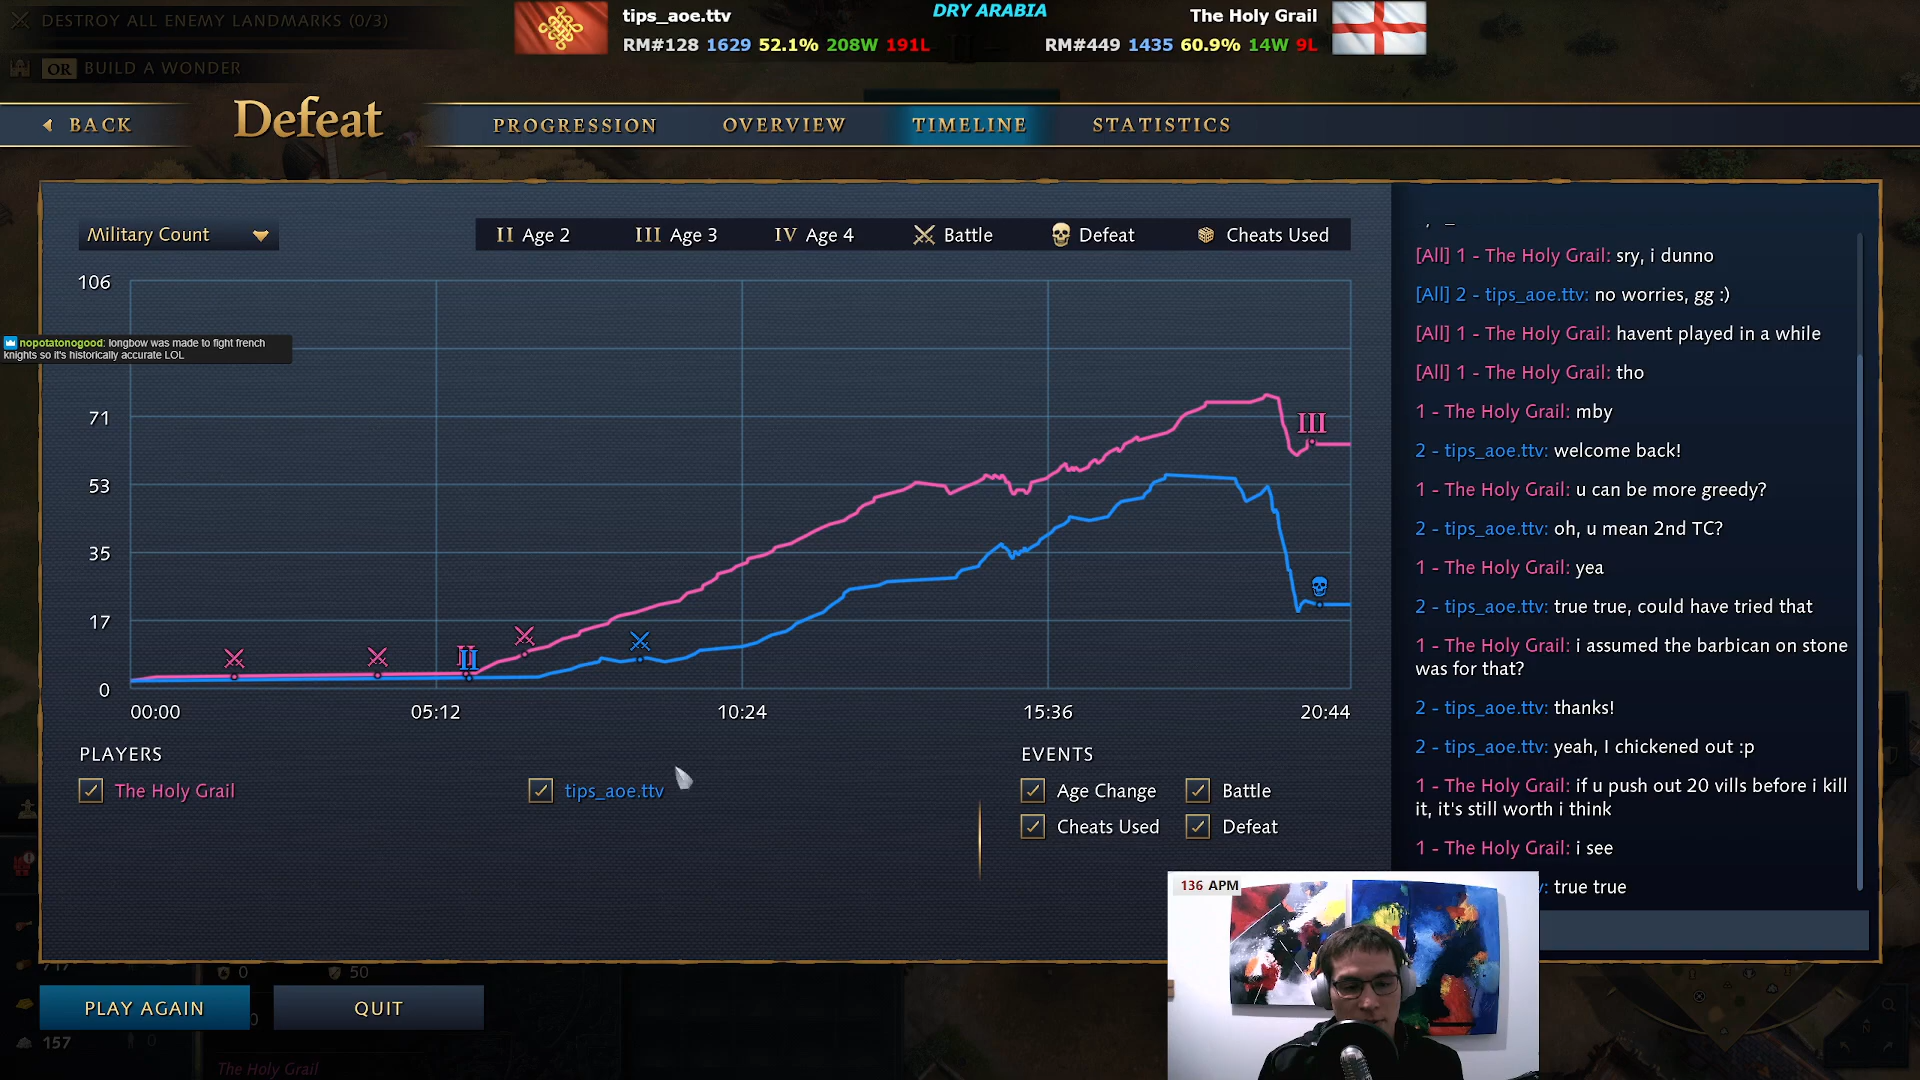 DESTROY ALL ENEMY LANDMARKS (0/3)
OR BUILD A WONDER
tips_aoe.ttv
RM#128 1629 52.1% 208W 191L
DRY ARABIA
The Holy Grail
RM#449 1435 60.9% 14W 9L
BACK
Defeat
PROGRESSION
OVERVIEW
TIMELINE
STATISTICS
Military Count
II Age 2
III Age 3
IV Age 4
Battle
Defeat
Cheats Used
106
71
53
35
17
0
nopotatonogood: longbow was made to fight french
knights so it's historically accurate LOL
III
II
00:00
05:12
10:24
15:36
20:44
PLAYERS
The Holy Grail
tips_aoe.ttv
EVENTS
Age Change
Battle
Cheats Used
Defeat
[All] 1 - The Holy Grail: sry, i dunno
[All] 2 - tips_aoe.ttv: no worries, gg :)
[All] 1 - The Holy Grail: havent played in a while
[All] 1 - The Holy Grail: tho
1 - The Holy Grail: mby
2 - tips_aoe.ttv: welcome back!
1 - The Holy Grail: u can be more greedy?
2 - tips_aoe.ttv: oh, u mean 2nd TC?
1 - The Holy Grail: yea
2 - tips_aoe.ttv: true true, could have tried that
1 - The Holy Grail: i assumed the barbican on stone
was for that?
2 - tips_aoe.ttv: thanks!
2 - tips_aoe.ttv: yeah, I chickened out :p
1 - The Holy Grail: if u push out 20 vills before i kill
it, it's still worth i think
1 - The Holy Grail: i see
: true true
136 APM
0
50
PLAY AGAIN
QUIT
157
0
The Holy Grail